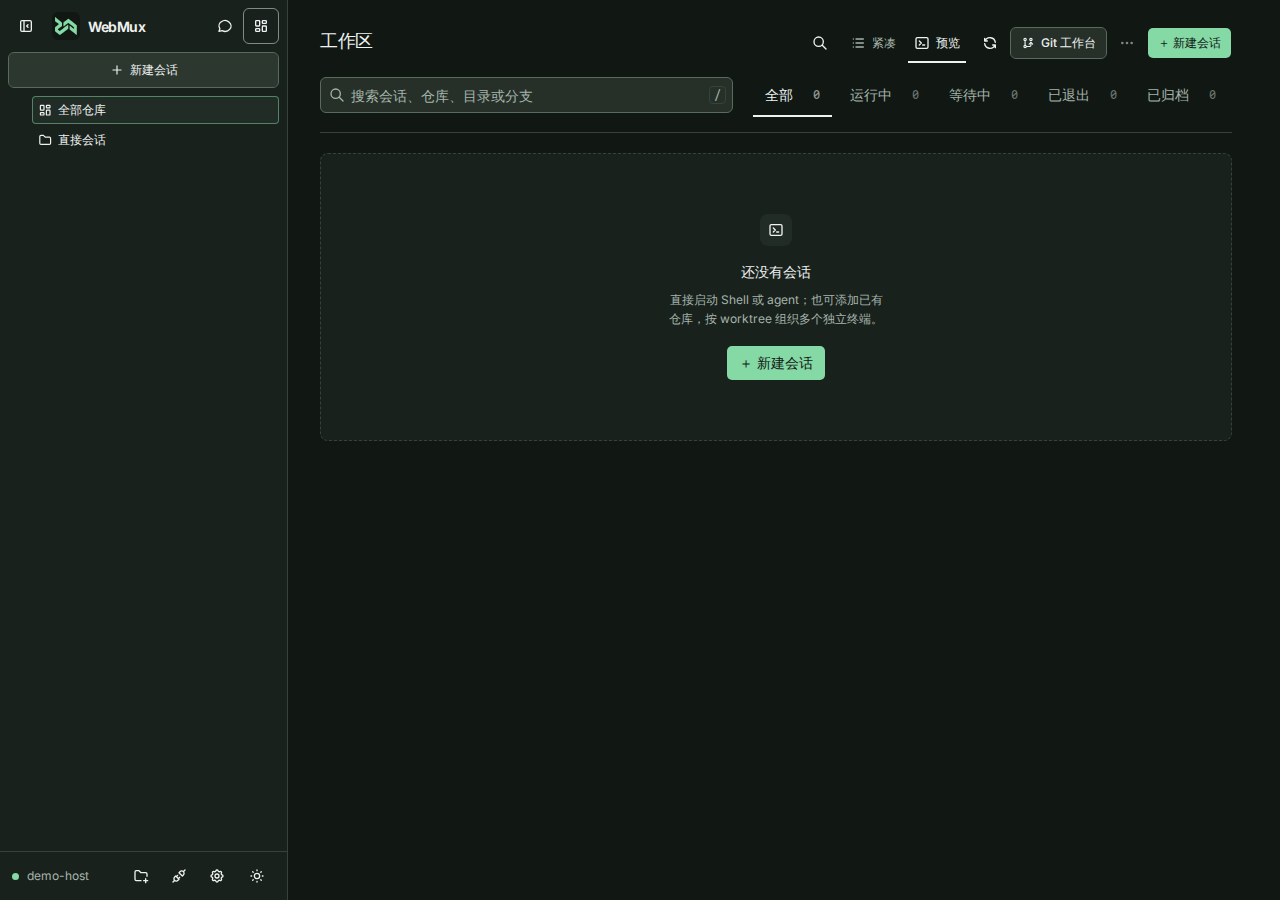 WebMux
新建会话
全部仓库
直接会话
demo-host
工作区
紧凑
预览
Git 工作台
+ 新建会话
搜索会话、仓库、目录或分支
/
全部 0
运行中 0
等待中 0
已退出 0
已归档 0
还没有会话
直接启动 Shell 或 agent；也可添加已有
仓库，按 worktree 组织多个独立终端。
+ 新建会话